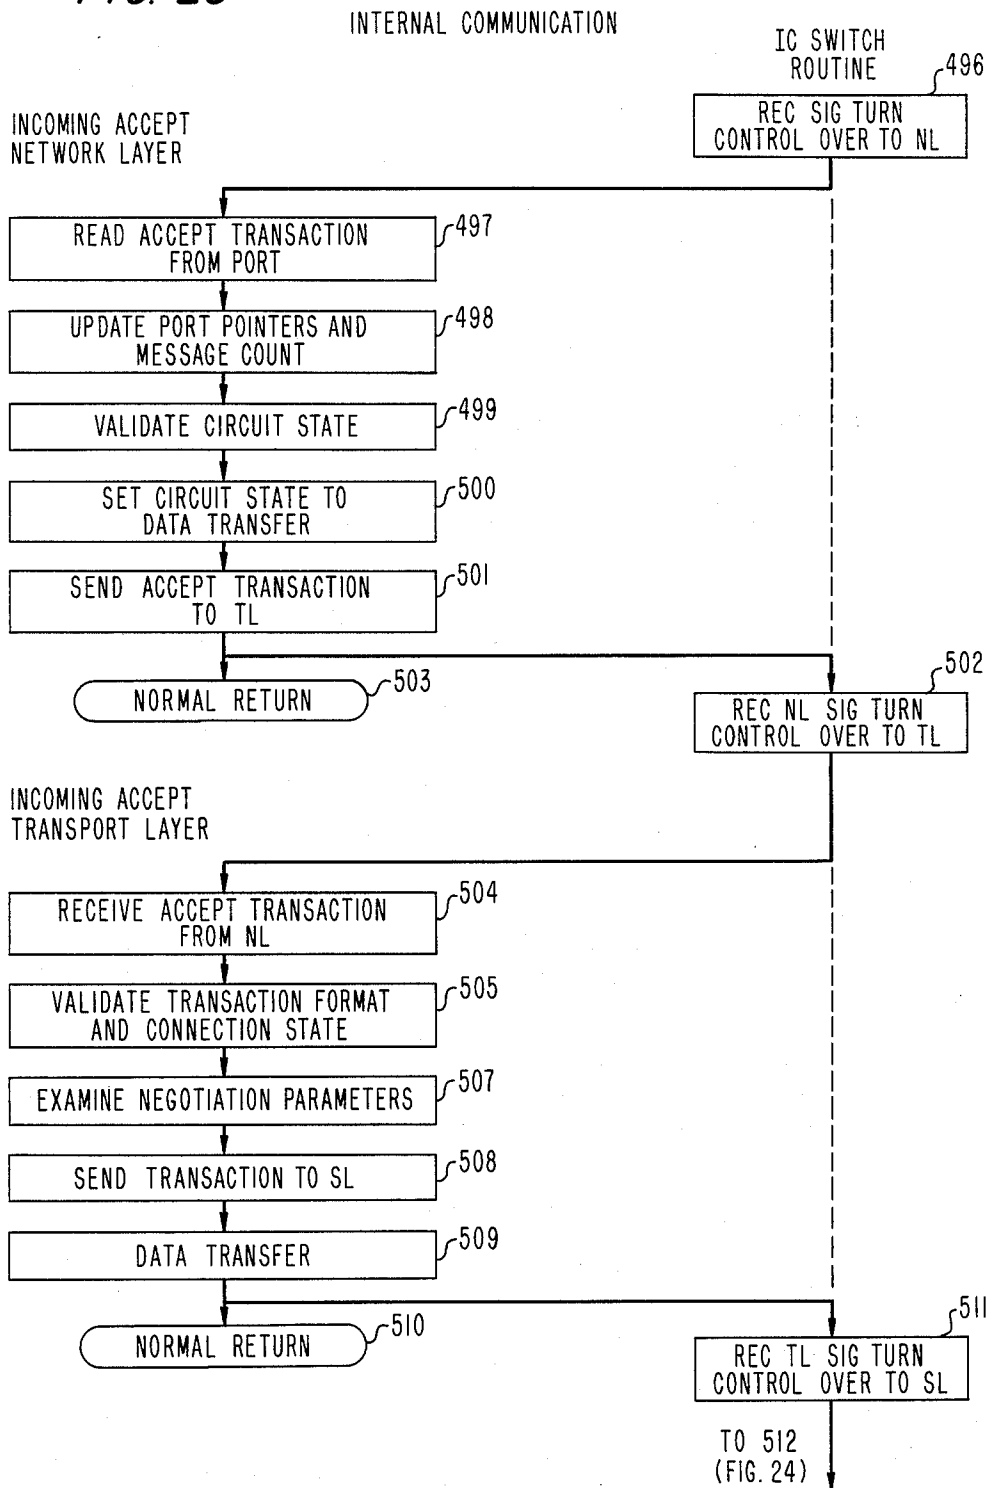 INTERNAL COMMUNICATION
IC SWITCH
ROUTINE
496
REC SIG TURN
CONTROL OVER TO NL
INCOMING ACCEPT
NETWORK LAYER
READ ACCEPT TRANSACTION
FROM PORT
497
UPDATE PORT POINTERS AND
MESSAGE COUNT
498
VALIDATE CIRCUIT STATE
499
SET CIRCUIT STATE TO
DATA TRANSFER
500
SEND ACCEPT TRANSACTION
TO TL
501
NORMAL RETURN
503
502
REC NL SIG TURN
CONTROL OVER TO TL
INCOMING ACCEPT
TRANSPORT LAYER
RECEIVE ACCEPT TRANSACTION
FROM NL
504
VALIDATE TRANSACTION FORMAT
AND CONNECTION STATE
505
EXAMINE NEGOTIATION PARAMETERS
507
SEND TRANSACTION TO SL
508
DATA TRANSFER
509
NORMAL RETURN
510
511
REC TL SIG TURN
CONTROL OVER TO SL
TO 512
(FIG. 24)